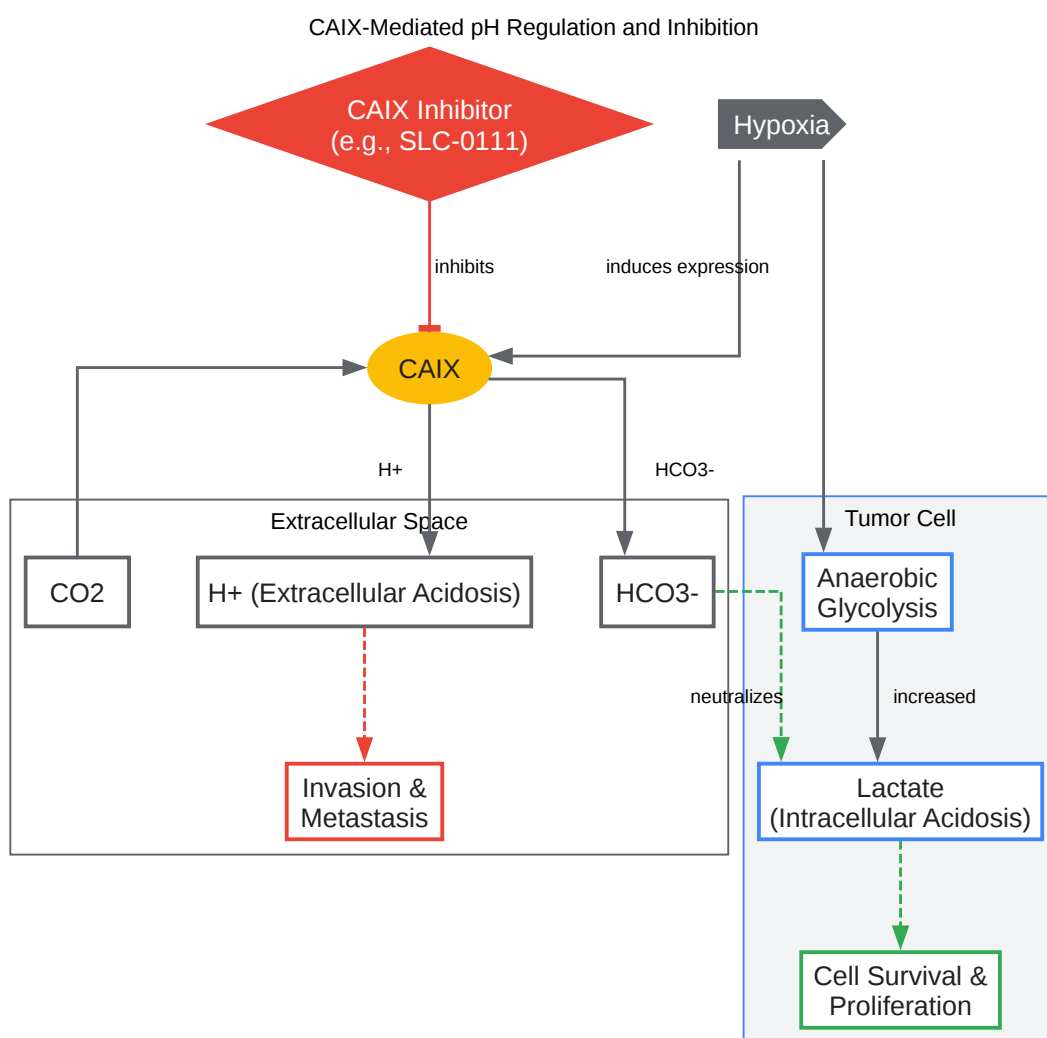 CAIX-Mediated pH Regulation and Inhibition
CAIX Inhibitor
(e.g., SLC-0111)
Hypoxia
inhibits
induces expression
CAIX
H+
HCO3-
Extracellular Space
Tumor Cell
CO2
H+ (Extracellular Acidosis)
HCO3-
Anaerobic
Glycolysis
neutralizes
increased
Invasion &
Metastasis
Lactate
(Intracellular Acidosis)
Cell Survival &
Proliferation